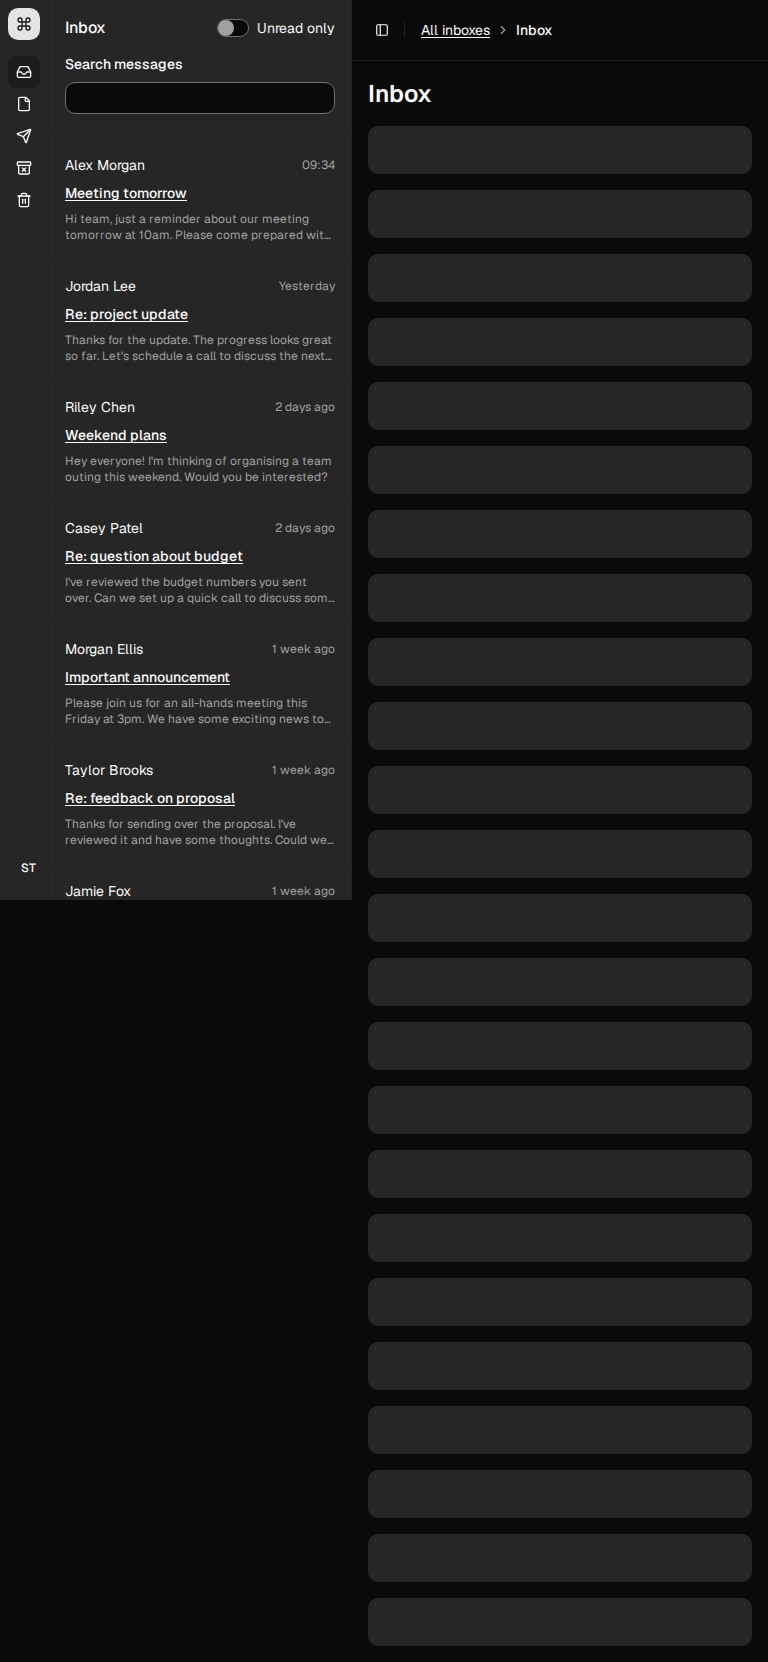 Inbox
Unread only
Search messages
Alex Morgan
09:34
Meeting tomorrow
Hi team, just a reminder about our meeting
tomorrow at 10am. Please come prepared wit…
Jordan Lee
Yesterday
Re: project update
Thanks for the update. The progress looks great
so far. Let's schedule a call to discuss the next…
Riley Chen
2 days ago
Weekend plans
Hey everyone! I'm thinking of organising a team
outing this weekend. Would you be interested?
Casey Patel
2 days ago
Re: question about budget
I've reviewed the budget numbers you sent
over. Can we set up a quick call to discuss som…
Morgan Ellis
1 week ago
Important announcement
Please join us for an all-hands meeting this
Friday at 3pm. We have some exciting news to…
Taylor Brooks
1 week ago
Re: feedback on proposal
Thanks for sending over the proposal. I've
reviewed it and have some thoughts. Could we…
Jamie Fox
1 week ago
ST
All inboxes
Inbox
Inbox